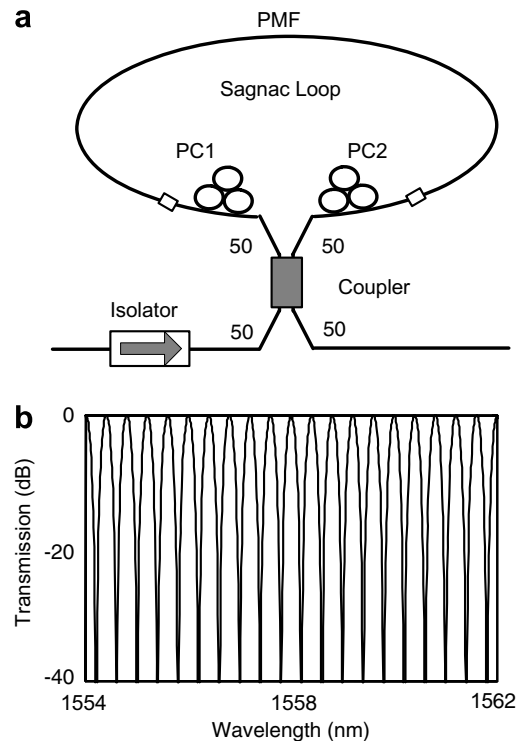 a
PMF
Sagnac Loop
PC1 PC2
50 50
Coupler
Isolator
50 50
b
0
-20
-40
Transmission (dB)
1554 1558 1562
Wavelength (nm)